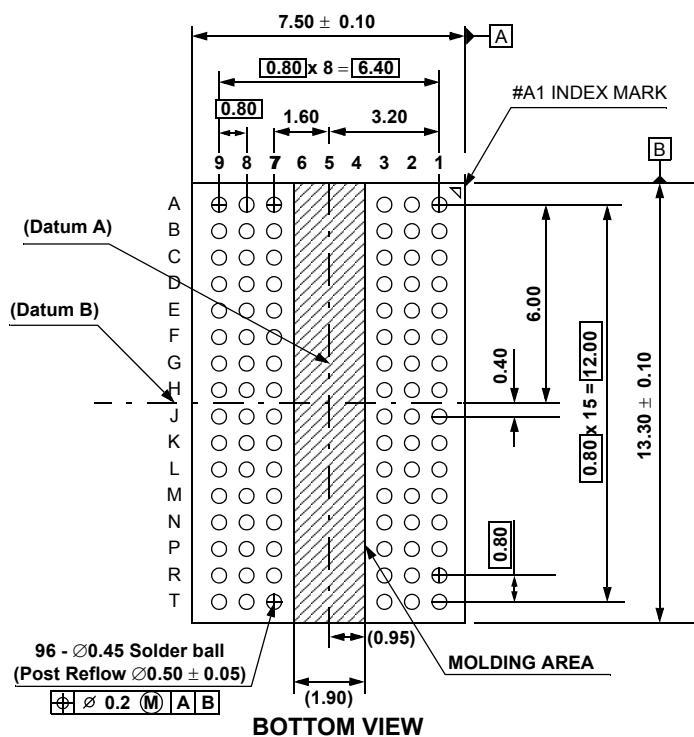 7.50 ± 0.10
A
0.80 x 8 = 6.40
#A1 INDEX MARK
0.80
1.60
3.20
B
9 8 7 6 5 4 3 2 1
A
B
C
D
E
F
G
H
J
K
L
M
N
P
R
T
(Datum A)
(Datum B)
6.00
0.40
0.80 x 15 = 12.00
13.30 ± 0.10
0.80
(0.95)
96 - ∅0.45 Solder ball
(Post Reflow ∅0.50 ± 0.05)
⌖ ∅ 0.2 Ⓜ A B
MOLDING AREA
(1.90)
BOTTOM VIEW